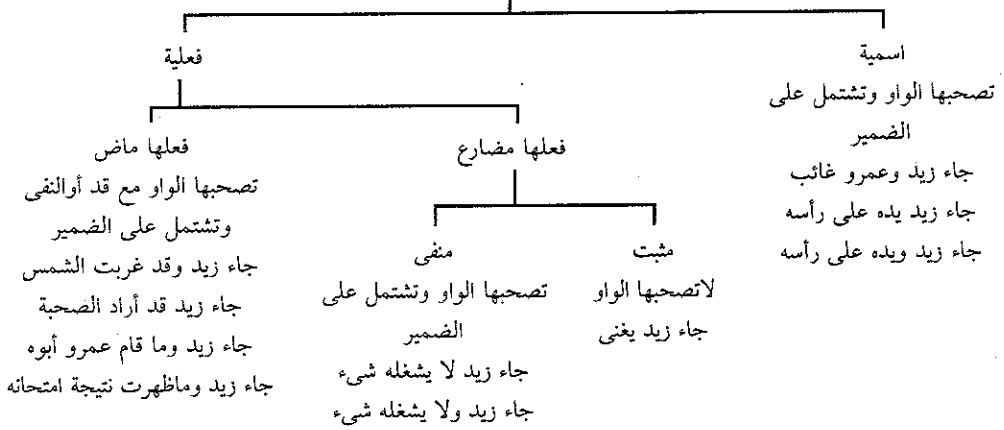 اسمية
تصحبها الواو وتشتمل على
الضمير
جاء زيد وعمرو غائب
جاء زيد يده على رأسه
جاء زيد ويده على رأسه
فعلية
فعلها مضارع
مثبت
لاتصحبها الواو
جاء زيد يغنى
منفى
تصحبها الواو وتشتمل على
الضمير
جاء زيد لا يشغله شىء
جاء زيد ولا يشغله شىء
فعلها ماض
تصحبها الواو مع قد أوالنفى
وتشتمل على الضمير
جاء زيد وقد غربت الشمس
جاء زيد قد أراد الصحبة
جاء زيد وما قام عمرو أبوه
جاء زيد وماظهرت نتيجة امتحانه